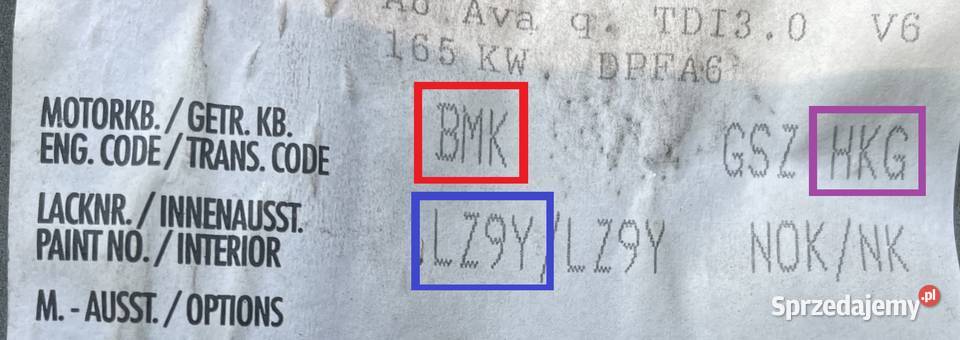 A6 Ava q. TDI3.0 V6
165 KW. DPFA6
MOTORKB. / GETR. KB.
ENG. CODE / TRANS. CODE
BMK GSZ HKG
LACKNR. / INNENAUSST.
PAINT NO. / INTERIOR
LZ9Y/LZ9Y NOK/NK
M. - AUSST. / OPTIONS
Sprzedajemy.pl